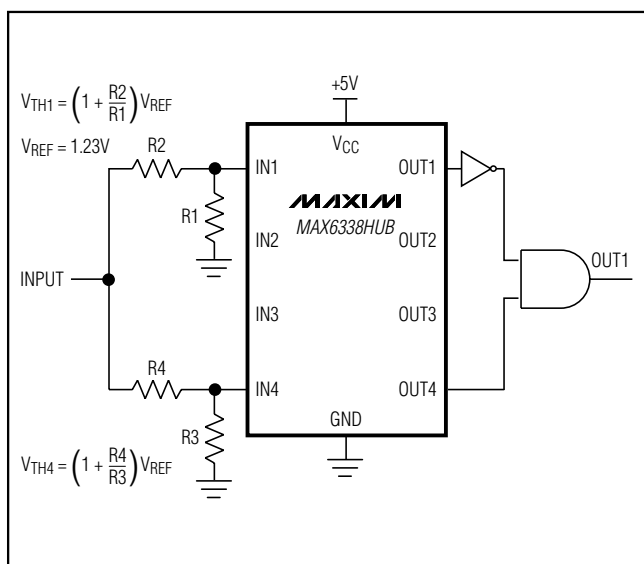 V_TH1 = (1 + R2/R1) V_REF
+5V
V_REF = 1.23V
R2
V_CC
IN1
OUT1
R1
MAXIM
MAX6338HUB
IN2
OUT2
OUT1
INPUT
IN3
OUT3
R4
IN4
OUT4
R3
GND
V_TH4 = (1 + R4/R3) V_REF